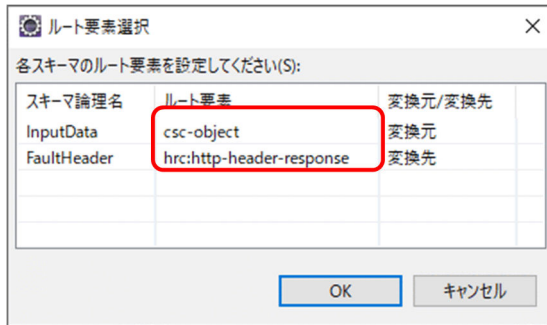 ルート要素選択
各スキーマのルート要素を設定してください(S):
スキーマ論理名 ルート要素 変換元/変換先
InputData csc-object 変換元
FaultHeader hrc:http-header-response 変換先
OK キャンセル